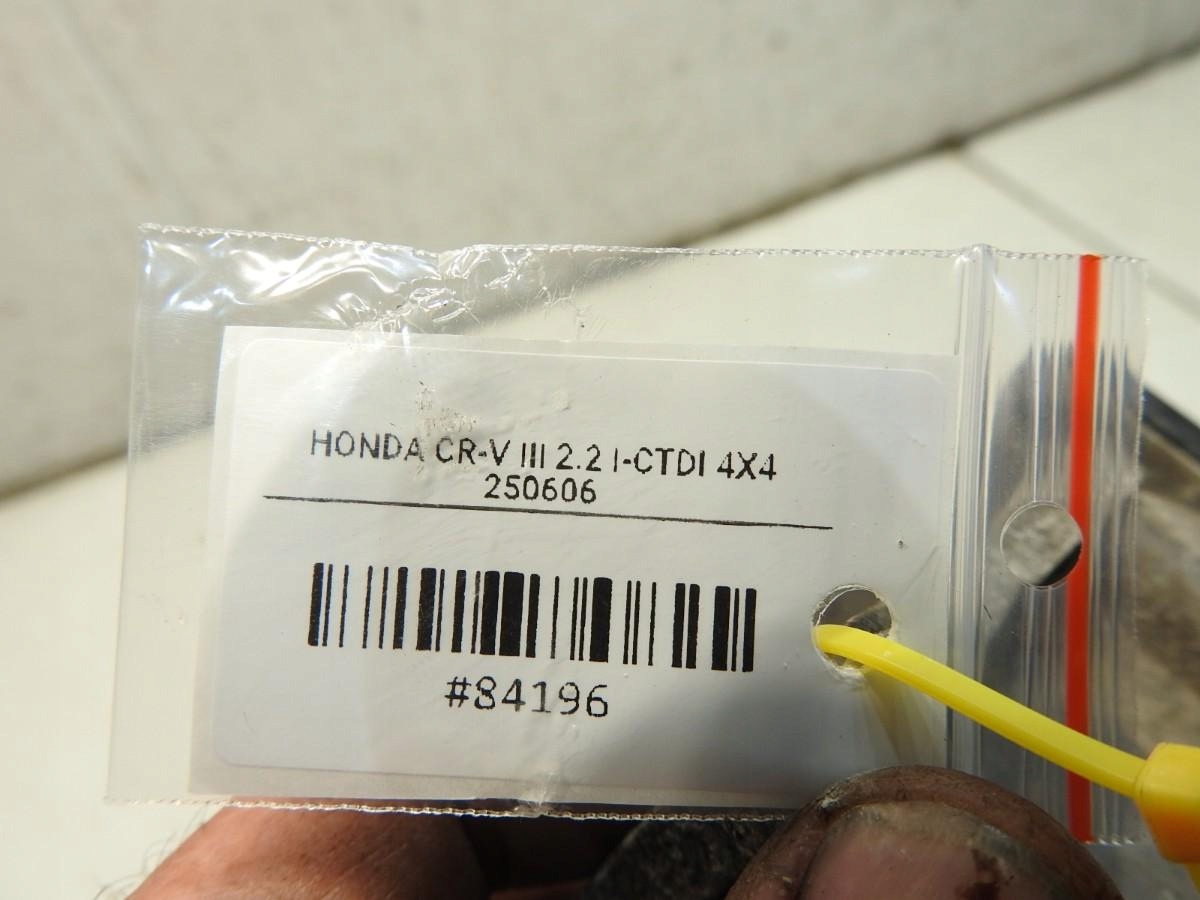 HONDA CR-V III 2.2 I-CTDI 4X4
250606
#84196